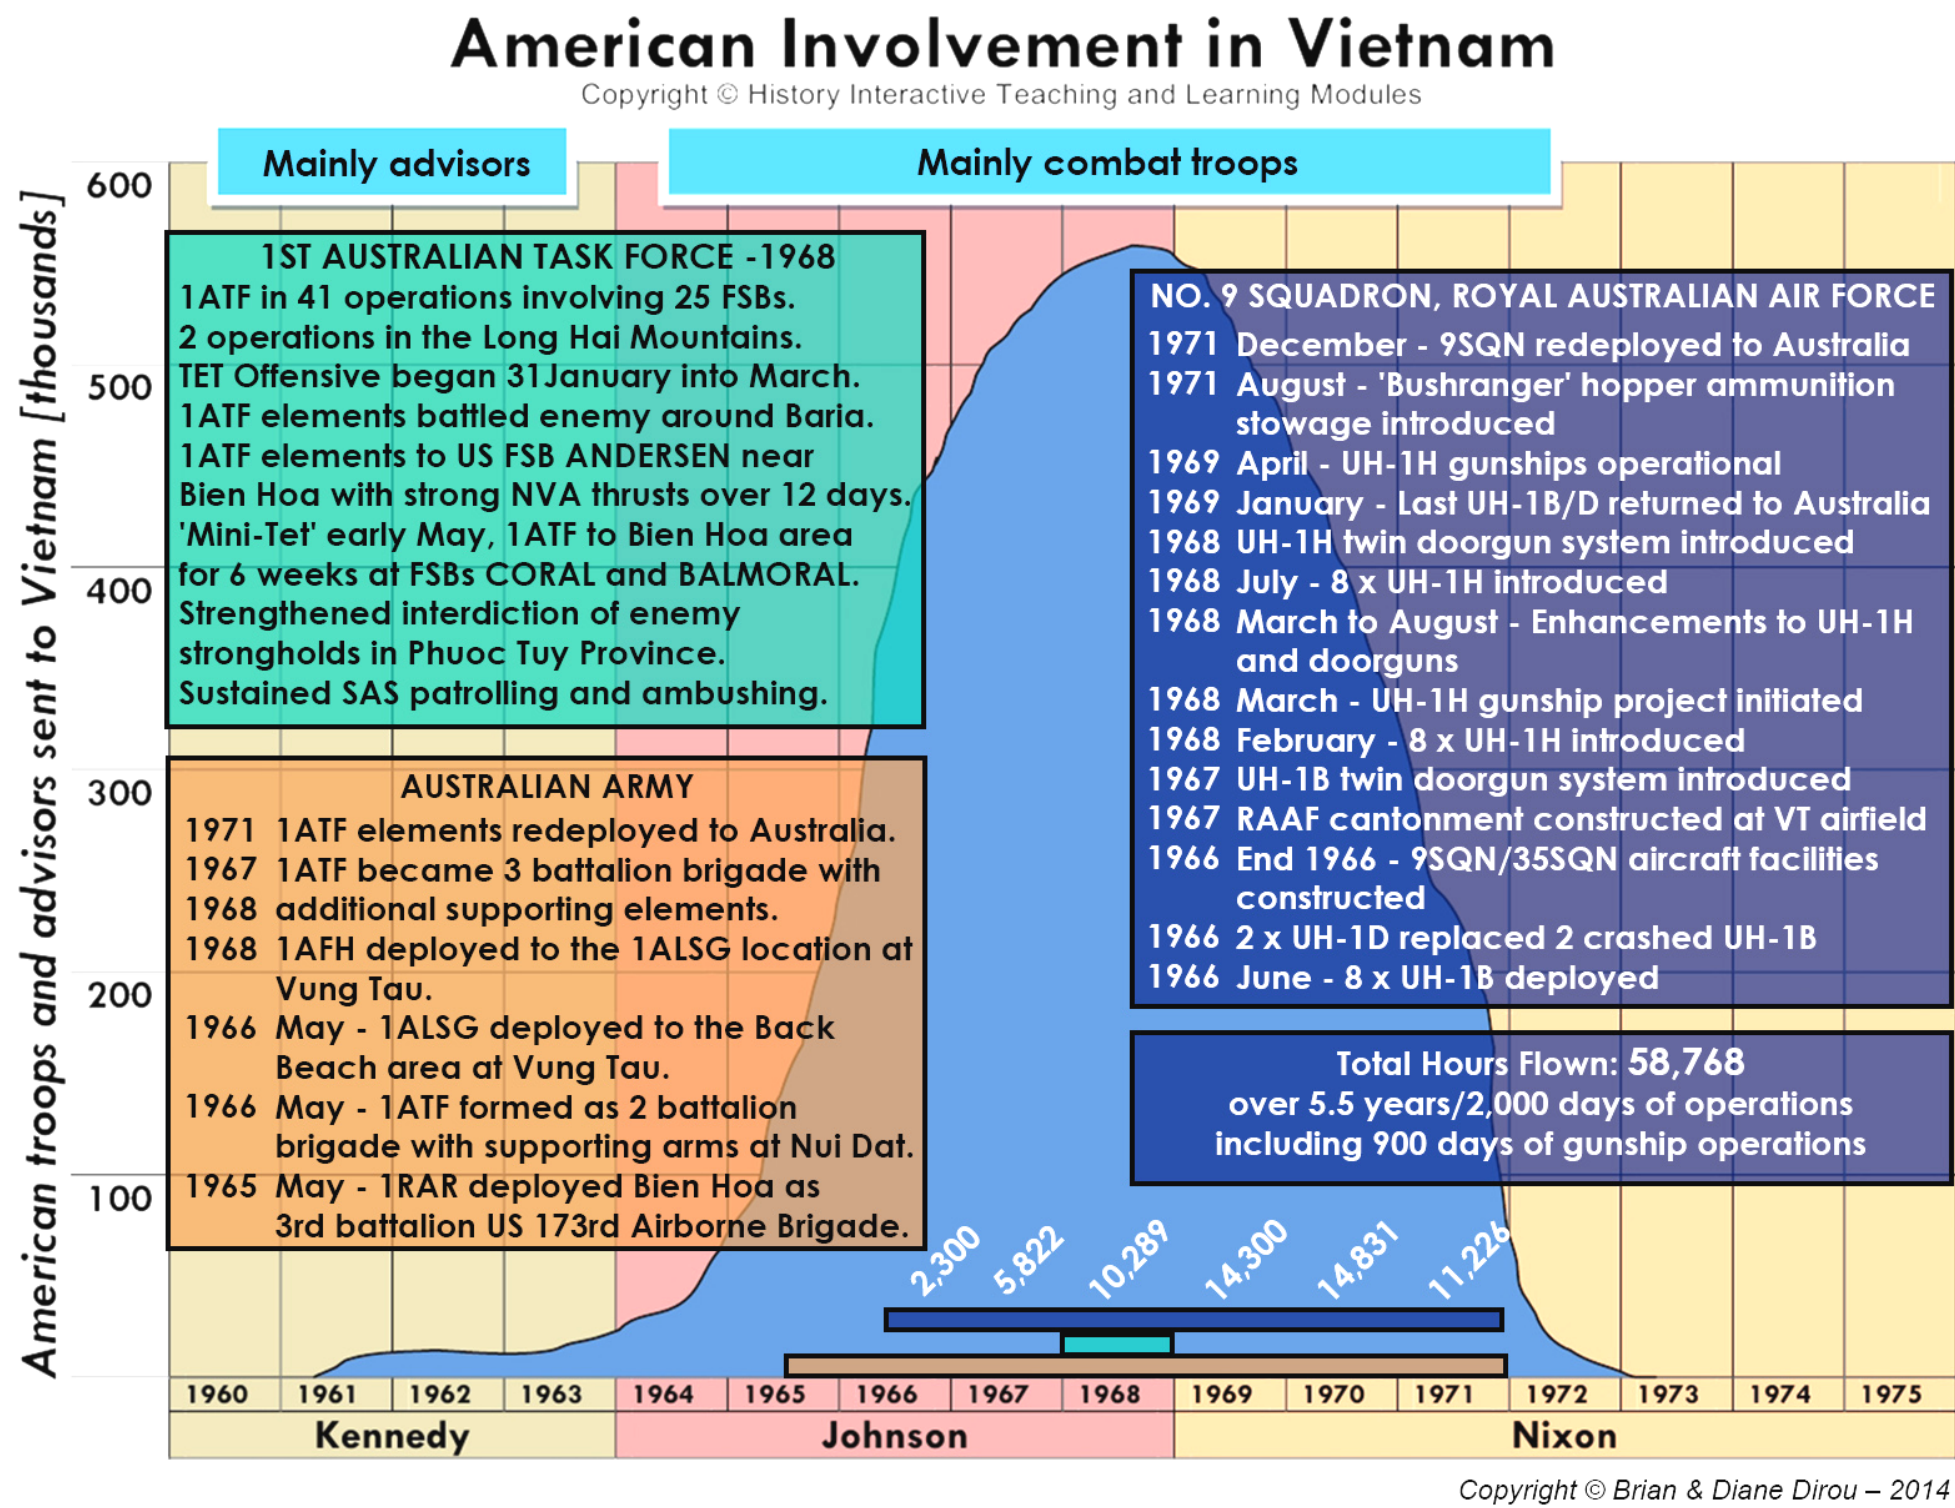 American Involvement in Vietnam
Copyright © History Interactive Teaching and Learning Modules
Mainly advisors
Mainly combat troops
American troops and advisors sent to Vietnam [thousands]
600
500
400
300
200
100
1ST AUSTRALIAN TASK FORCE -1968
1ATF in 41 operations involving 25 FSBs.
2 operations in the Long Hai Mountains.
TET Offensive began 31January into March.
1ATF elements battled enemy around Baria.
1ATF elements to US FSB ANDERSEN near
Bien Hoa with strong NVA thrusts over 12 days.
'Mini-Tet' early May, 1ATF to Bien Hoa area
for 6 weeks at FSBs CORAL and BALMORAL.
Strengthened interdiction of enemy
strongholds in Phuoc Tuy Province.
Sustained SAS patrolling and ambushing.
AUSTRALIAN ARMY
1971 1ATF elements redeployed to Australia.
1967 1ATF became 3 battalion brigade with
1968 additional supporting elements.
1968 1AFH deployed to the 1ALSG location at
Vung Tau.
1966 May - 1ALSG deployed to the Back
Beach area at Vung Tau.
1966 May - 1ATF formed as 2 battalion
brigade with supporting arms at Nui Dat.
1965 May - 1RAR deployed Bien Hoa as
3rd battalion US 173rd Airborne Brigade.
NO. 9 SQUADRON, ROYAL AUSTRALIAN AIR FORCE
1971 December - 9SQN redeployed to Australia
1971 August - 'Bushranger' hopper ammunition
stowage introduced
1969 April - UH-1H gunships operational
1969 January - Last UH-1B/D returned to Australia
1968 UH-1H twin doorgun system introduced
1968 July - 8 x UH-1H introduced
1968 March to August - Enhancements to UH-1H
and doorguns
1968 March - UH-1H gunship project initiated
1968 February - 8 x UH-1H introduced
1967 UH-1B twin doorgun system introduced
1967 RAAF cantonment constructed at VT airfield
1966 End 1966 - 9SQN/35SQN aircraft facilities
constructed
1966 2 x UH-1D replaced 2 crashed UH-1B
1966 June - 8 x UH-1B deployed
Total Hours Flown: 58,768
over 5.5 years/2,000 days of operations
including 900 days of gunship operations
2,300 5,822 10,289 14,300 14,831 11,226
1960 1961 1962 1963 1964 1965 1966 1967 1968 1969 1970 1971 1972 1973 1974 1975
Kennedy Johnson Nixon
Copyright © Brian & Diane Dirou – 2014